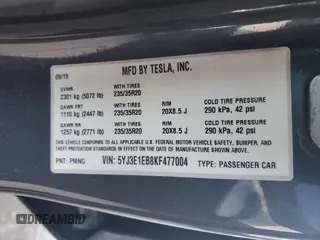 MFD BY TESLA, INC.
09/19
GVWR
2301 kg (5072 lb)
WITH TIRES
235/35R20
GAWR FRT
1110 kg (2447 lb)
WITH TIRES
235/35R20
RIM
20X8.5 J
COLD TIRE PRESSURE
290 kPa, 42 psi
GAWR RR
1257 kg (2771 lb)
WITH TIRES
235/35R20
RIM
20X8.5 J
COLD TIRE PRESSURE
290 kPa, 42 psi
THIS VEHICLE CONFORMS TO ALL APPLICABLE U.S. FEDERAL MOTOR VEHICLE SAFETY, BUMPER,
AND THEFT PREVENTION STANDARDS IN EFFECT ON THE DATE OF MANUFACTURE SHOWN ABOVE.
PNT: PMNG
VIN: 5YJ3E1EB8KF477004
TYPE: PASSENGER CAR
AUTOBIDMASTER